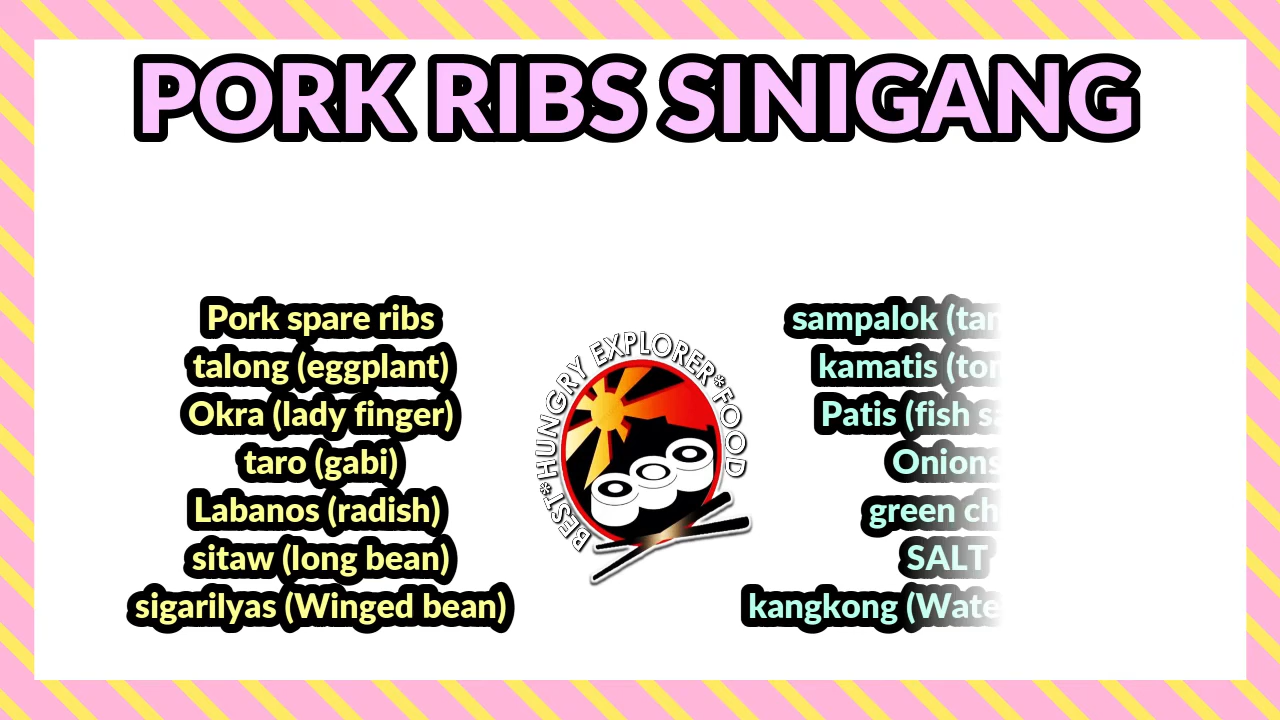 PORK RIBS SINIGANG
Pork spare ribs
talong (eggplant)
Okra (lady finger)
taro (gabi)
Labanos (radish)
sitaw (long bean)
sigarilyas (Winged bean)
BEST*HUNGRY EXPLORER*FOOD
sampalok
kamatis
Patis (fish
Onions
green
SALT
kangkong